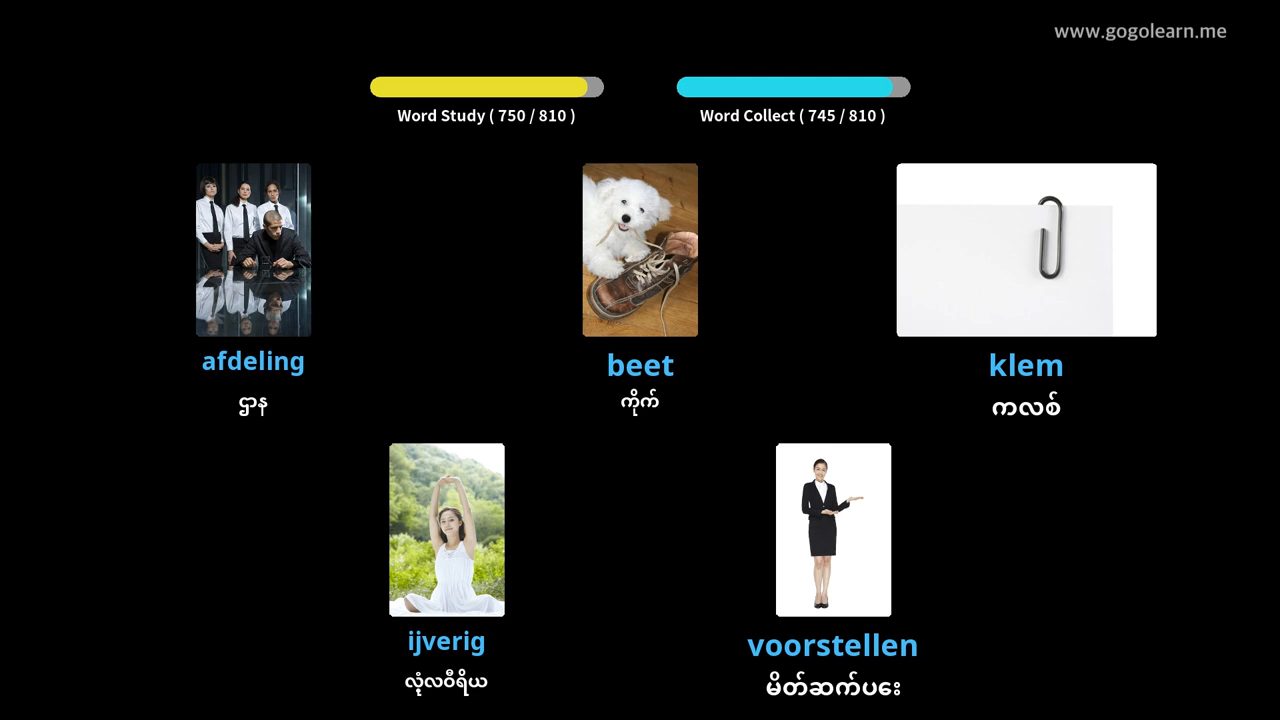 www.gogolearn.me
Word Study ( 750 / 810 )
Word Collect ( 745 / 810 )
afdeling
ဌာန
beet
ကိုက်
klem
ကလစ်
ijverig
လုံ့လဝီရိယ
voorstellen
မိတ်ဆက်ပေး